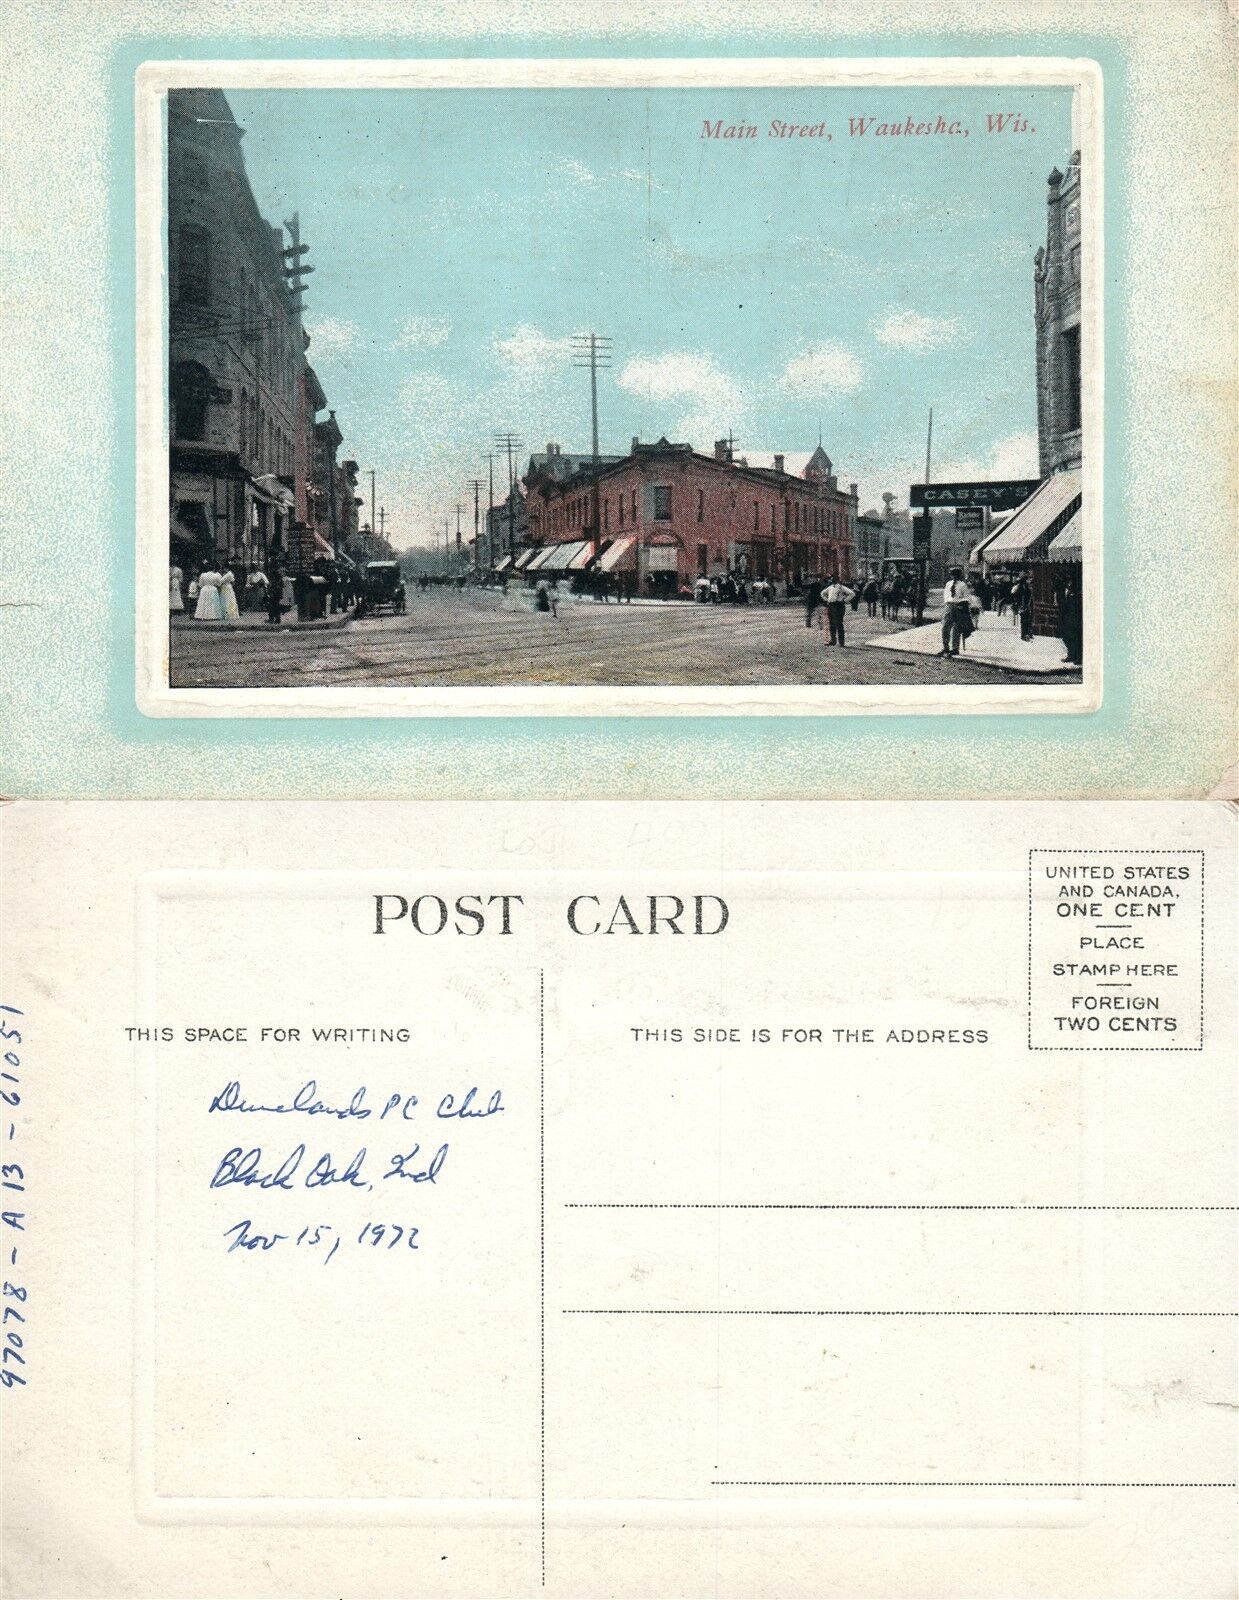 Main Street, Waukesha, Wis.
CASEY'S
POST CARD
UNITED STATES
AND CANADA,
ONE CENT
PLACE
STAMP HERE
FOREIGN
TWO CENTS
THIS SPACE FOR WRITING
THIS SIDE IS FOR THE ADDRESS
Dunelands PC Club
Black Oak, Ind
Nov 15, 1972
97078 - A 13 - 61051